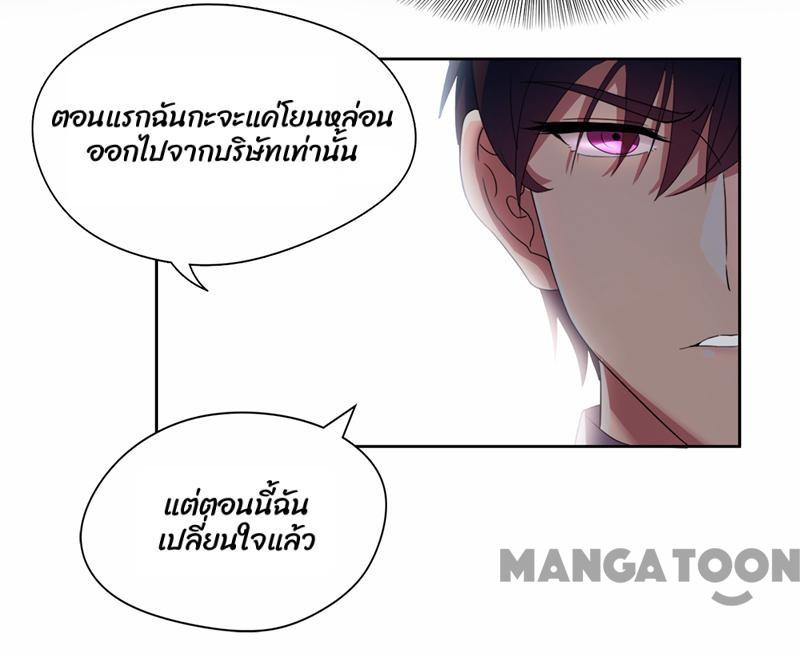 ตอนแรกฉันกะจะแค่โยนหล่อน
ออกไปจากบริษัทเท่านั้น
แต่ตอนนี้ฉัน
เปลี่ยนใจแล้ว
MANGATOON